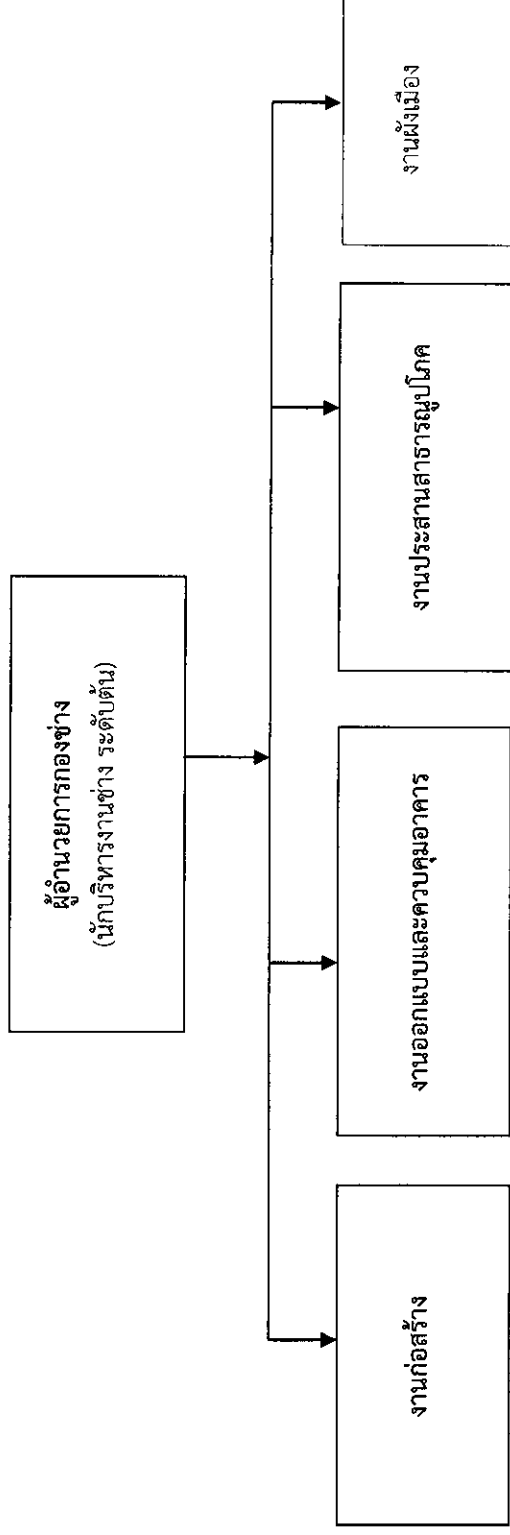 ผู้อำนวยการกองช่าง
(นักบริหารงานช่าง ระดับต้น)
งานก่อสร้าง
งานออกแบบและควบคุมอาคาร
งานประสานสาธารณูปโภค
งานผังเมือง